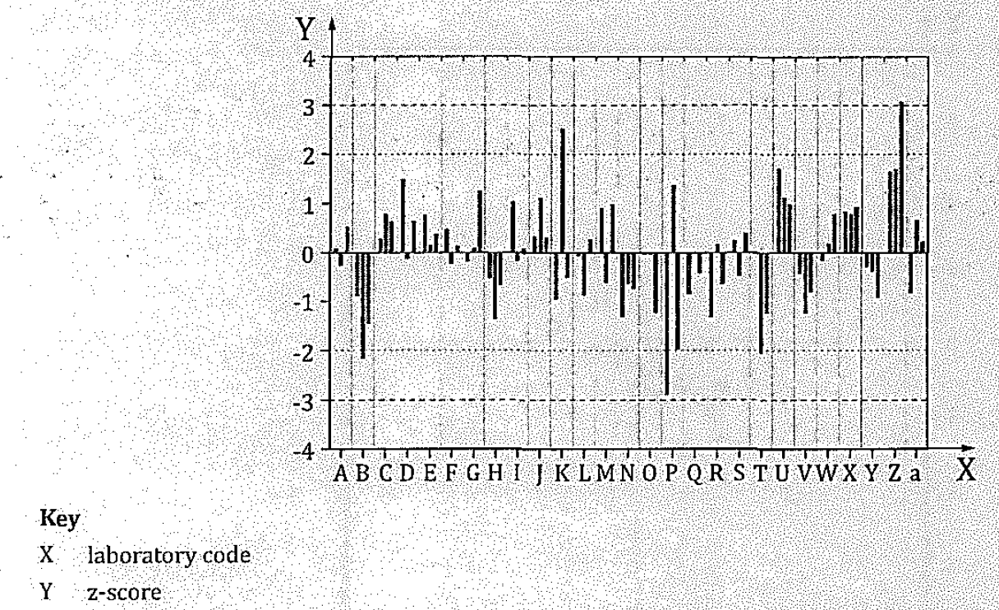 Y
4
3
2
1
0
-1
-2
-3
-4
A B C D E F G H I J K L M N O P Q R S T U V W X Y Z a X
Key
X laboratory code
Y z-score